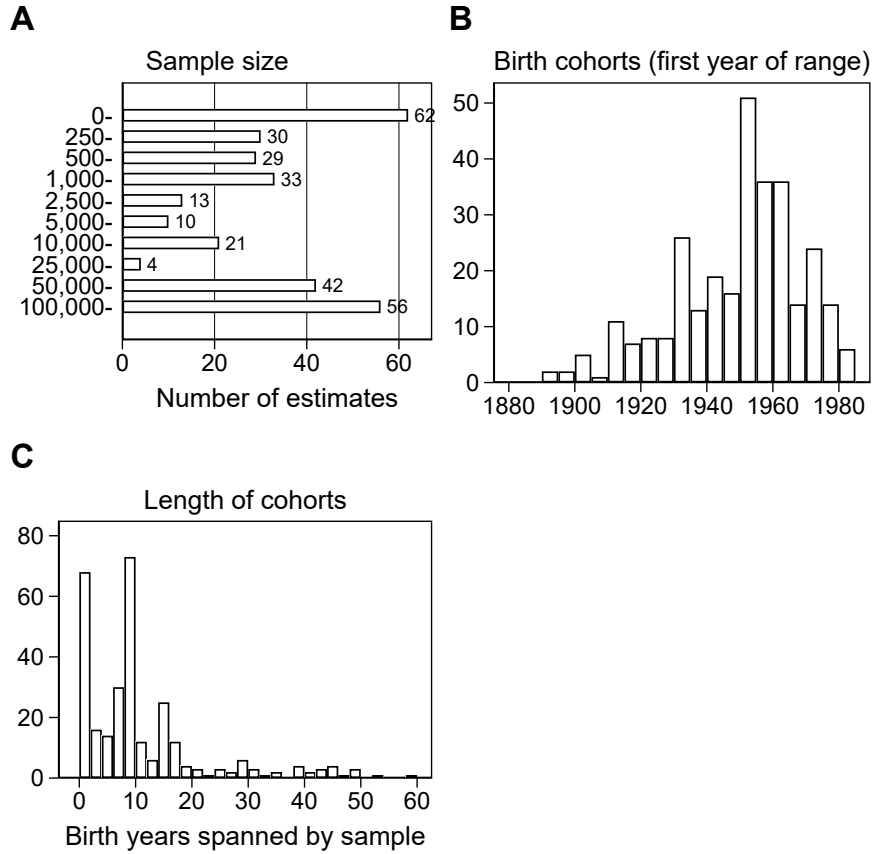 A
Sample size
0-
62
250-
30
500-
29
1,000-
33
2,500-
13
5,000-
10
10,000-
21
25,000-
4
50,000-
42
100,000-
56
0 20 40 60
Number of estimates
B
Birth cohorts (first year of range)
50
40
30
20
10
0
1880 1900 1920 1940 1960 1980
C
Length of cohorts
80
60
40
20
0
0 10 20 30 40 50 60
Birth years spanned by sample